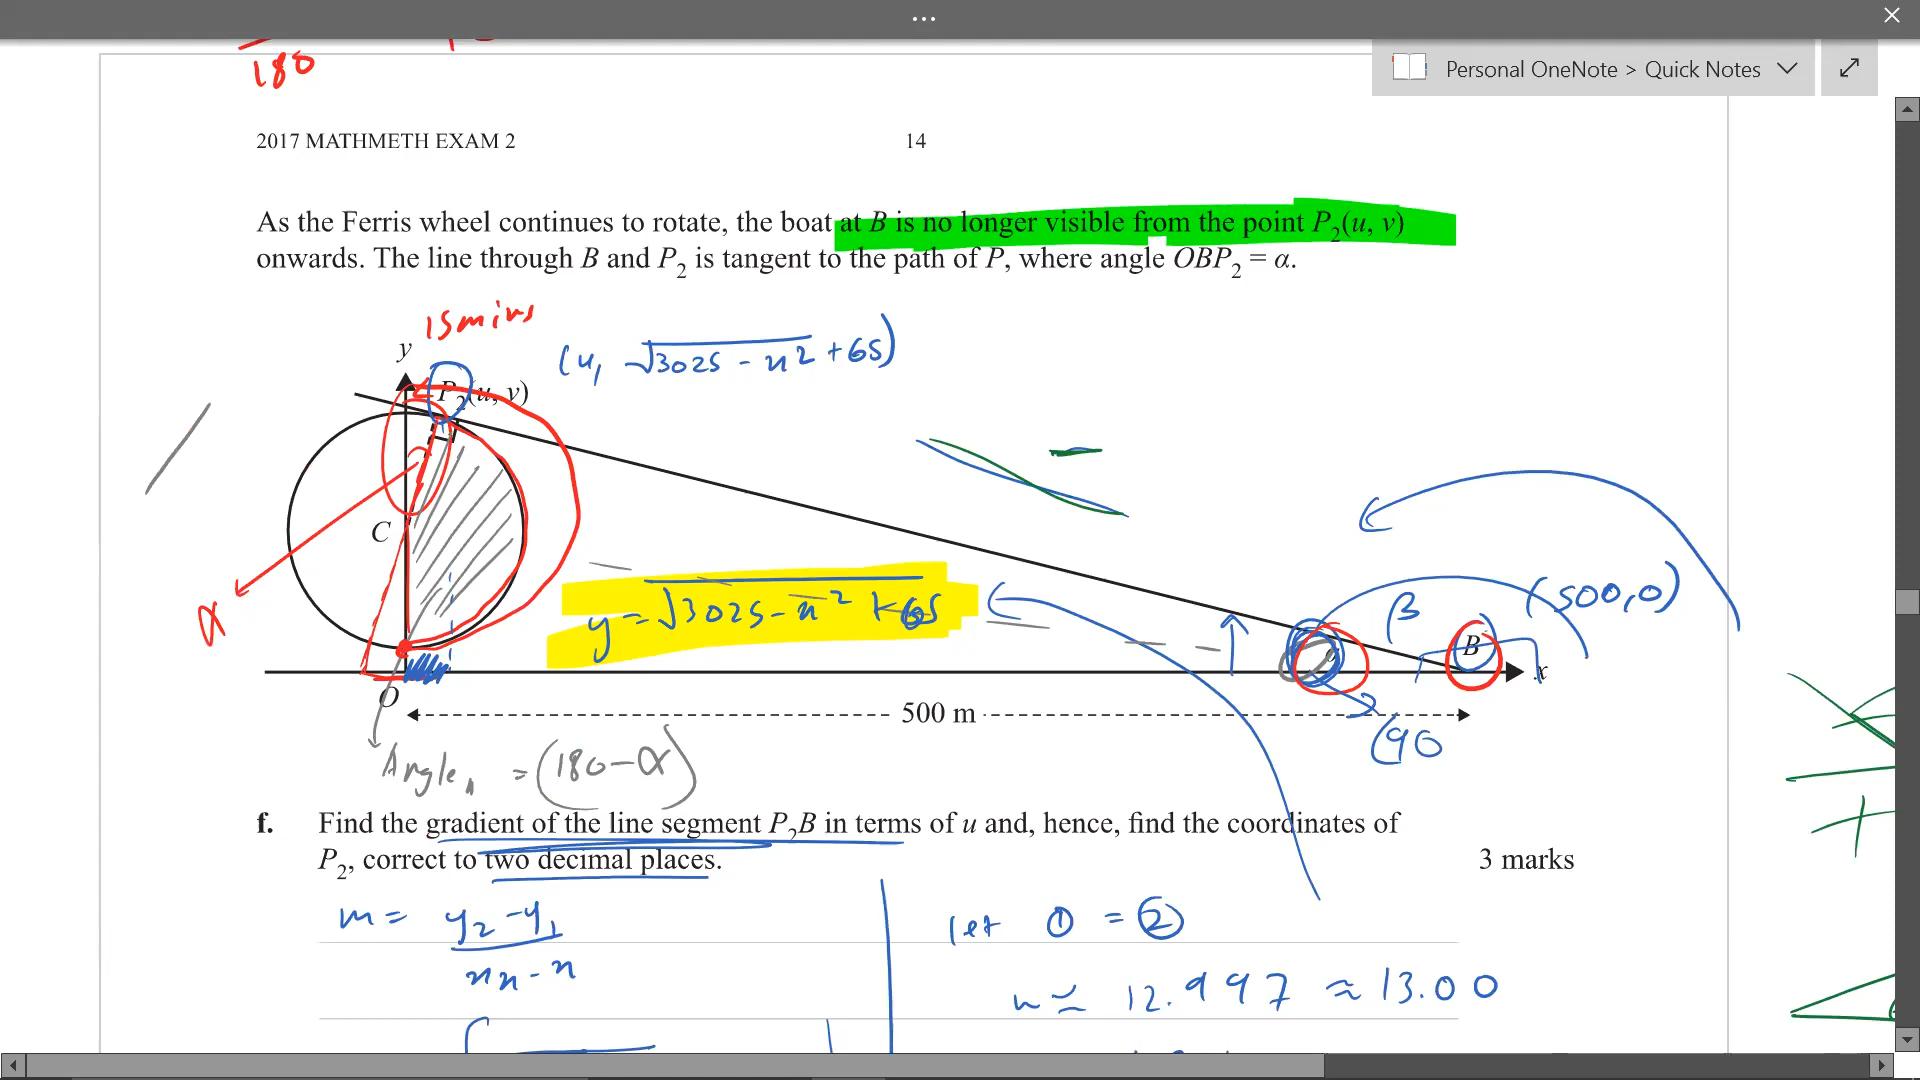 180
Personal OneNote > Quick Notes
2017 MATHMETH EXAM 2
14
As the Ferris wheel continues to rotate, the boat at B is no longer visible from the point P₂(u, v)
onwards. The line through B and P₂ is tangent to the path of P, where angle OBP₂ = α.
15mins
(u, √3025 - x² + 65)
y
P₂(u, v)
C
α
y = √3025 - x² + 65
β
(500,0)
B
x
O
500 m
(90
Angle, = (180-α)
f. Find the gradient of the line segment P₂B in terms of u and, hence, find the coordinates of
P₂, correct to two decimal places.
3 marks
m = y₂ - y₁
let ① = ②
≃ 12.997 ≈ 13.00